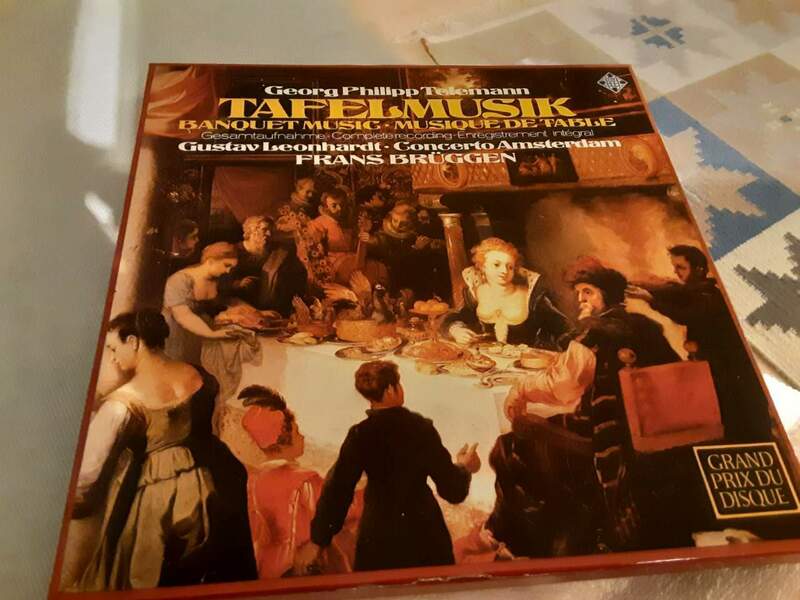 Georg Philipp Telemann
TAFELMUSIK
BANQUET MUSIC · MUSIQUE DE TABLE
Gesamtaufnahme · Complete recording · Enregistrement intégral
Gustav Leonhardt · Concerto Amsterdam
FRANS BRÜGGEN
GRAND
PRIX DU
DISQUE